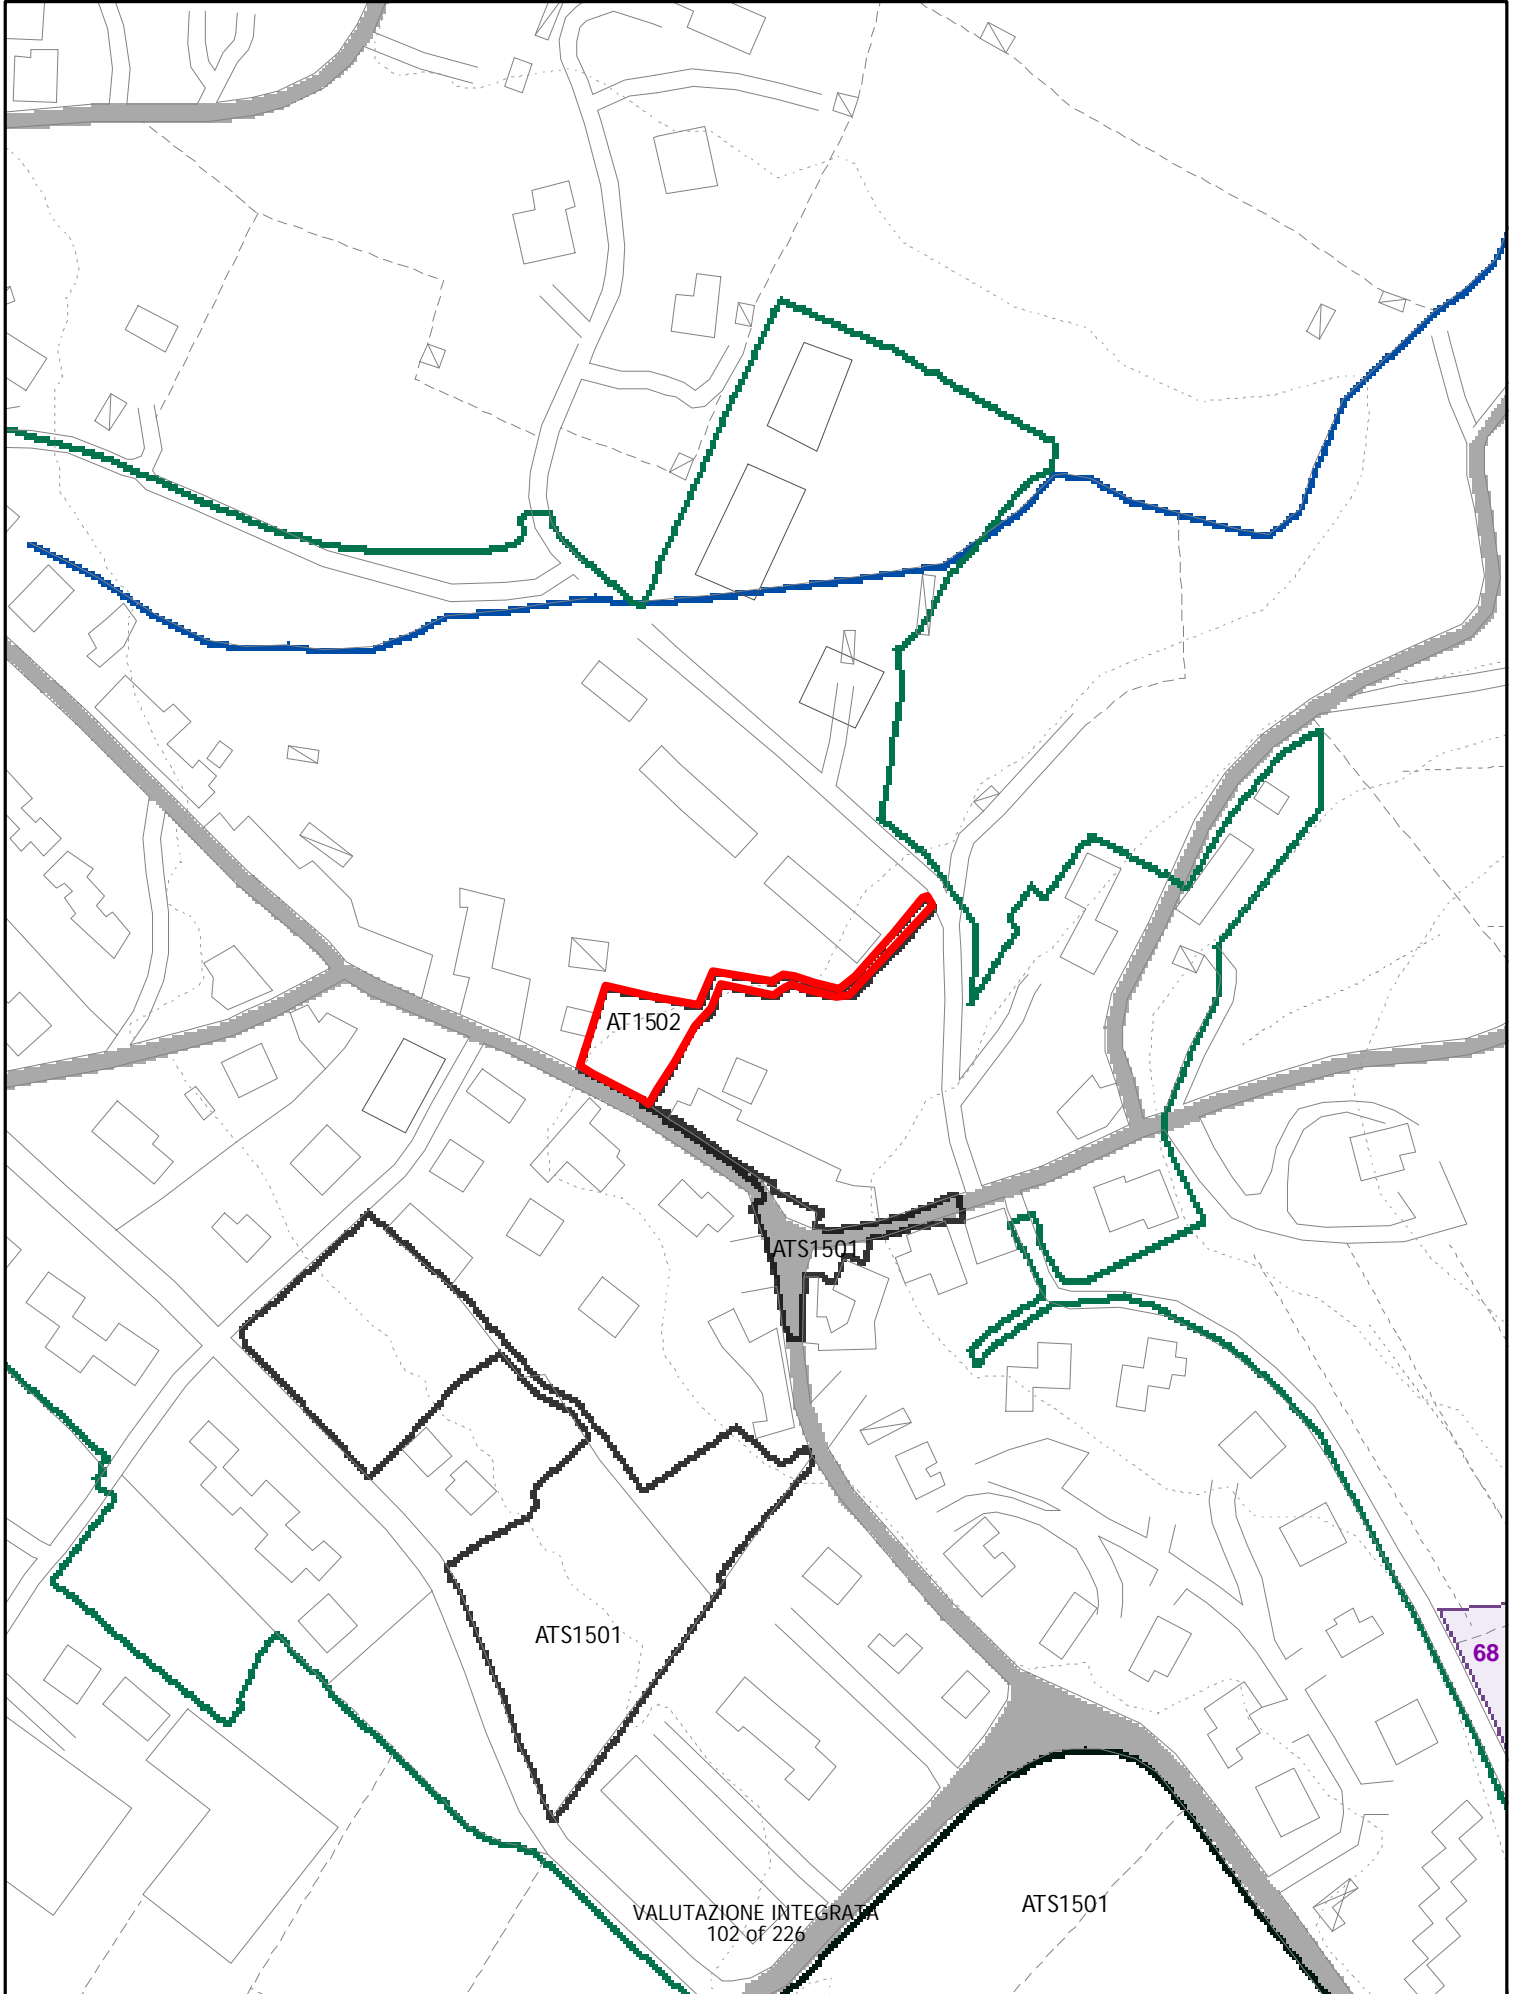 AT1502
ATS1501
ATS1501
68
ATS1501
VALUTAZIONE INTEGRATA
102 of 226